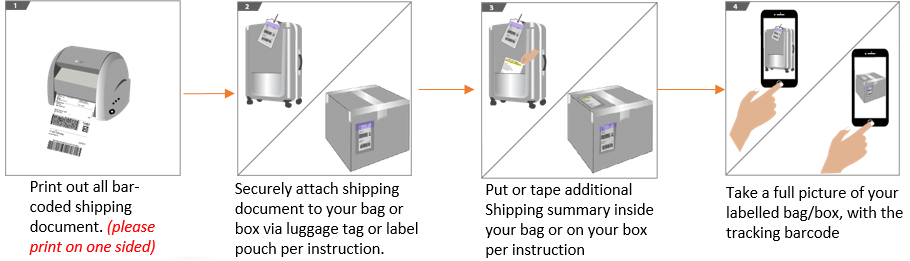 1
Print out all bar-
coded shipping
document. (please
print on one sided)
2
Securely attach shipping
document to your bag or
box via luggage tag or label
pouch per instruction.
3
Put or tape additional
Shipping summary inside
your bag or on your box
per instruction
4
Take a full picture of your
labelled bag/box, with the
tracking barcode